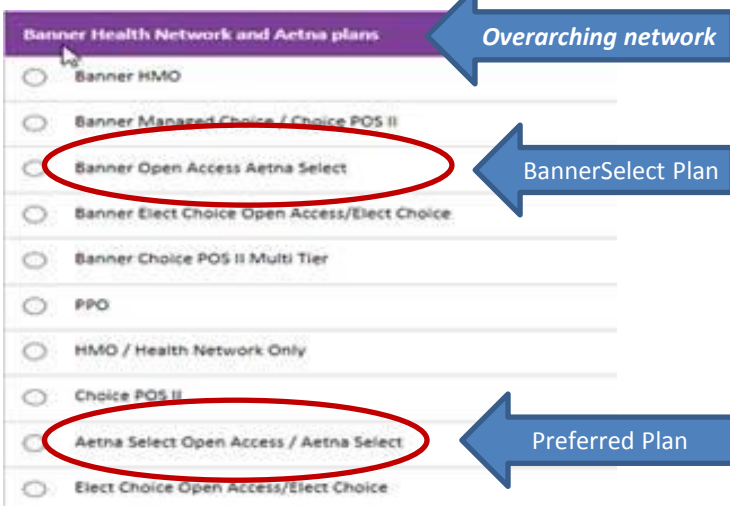 Banner Health Network and Aetna plans
Overarching network
Banner HMO
Banner Managed Choice / Choice POS II
Banner Open Access Aetna Select
BannerSelect Plan
Banner Elect Choice Open Access/Elect Choice
Banner Choice POS II Multi Tier
PPO
HMO / Health Network Only
Choice POS II
Aetna Select Open Access / Aetna Select
Preferred Plan
Elect Choice Open Access/Elect Choice